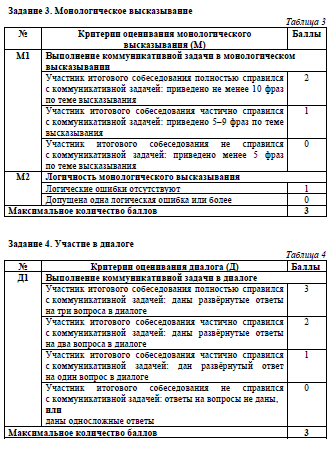 Задание 3. Монологическое высказывание
Таблица 3
№ Критерии оценивания монологического Баллы
высказывания (М)
М1 Выполнение коммуникативной задачи в монологическом
высказывании
Участник итогового собеседования полностью справился 2
с коммуникативной задачей: приведено не менее 10 фраз
по теме высказывания
Участник итогового собеседования частично справился 1
с коммуникативной задачей: приведено 5–9 фраз по теме
высказывания
Участник итогового собеседования не справился 0
с коммуникативной задачей: приведено менее 5 фраз
по теме высказывания
М2 Логичность монологического высказывания
Логические ошибки отсутствуют 1
Допущена одна логическая ошибка или более 0
Максимальное количество баллов 3
Задание 4. Участие в диалоге
Таблица 4
№ Критерии оценивания диалога (Д) Баллы
Д1 Выполнение коммуникативной задачи в диалоге
Участник итогового собеседования полностью справился 3
с коммуникативной задачей: даны развёрнутые ответы
на три вопроса в диалоге
Участник итогового собеседования частично справился 2
с коммуникативной задачей: даны развёрнутые ответы
на два вопроса в диалоге
Участник итогового собеседования частично справился 1
с коммуникативной задачей: дан развёрнутый ответ
на один вопрос в диалоге
Участник итогового собеседования не справился 0
с коммуникативной задачей: ответы на вопросы не даны,
или
даны односложные ответы
Максимальное количество баллов 3